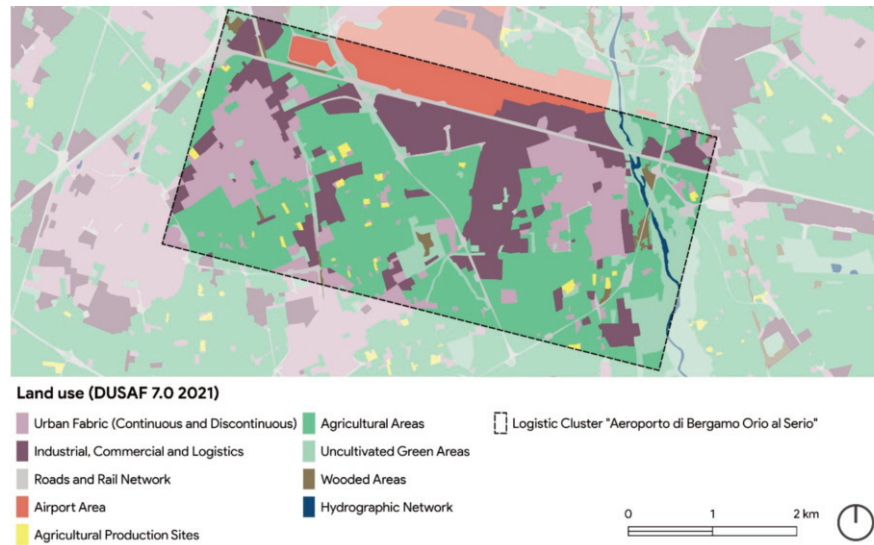 Land use (DUSAF 7.0 2021)
Urban Fabric (Continuous and Discontinuous)
Industrial, Commercial and Logistics
Roads and Rail Network
Airport Area
Agricultural Production Sites
Agricultural Areas
Uncultivated Green Areas
Wooded Areas
Hydrographic Network
Logistic Cluster "Aeroporto di Bergamo Orio al Serio"
0 1 2 km